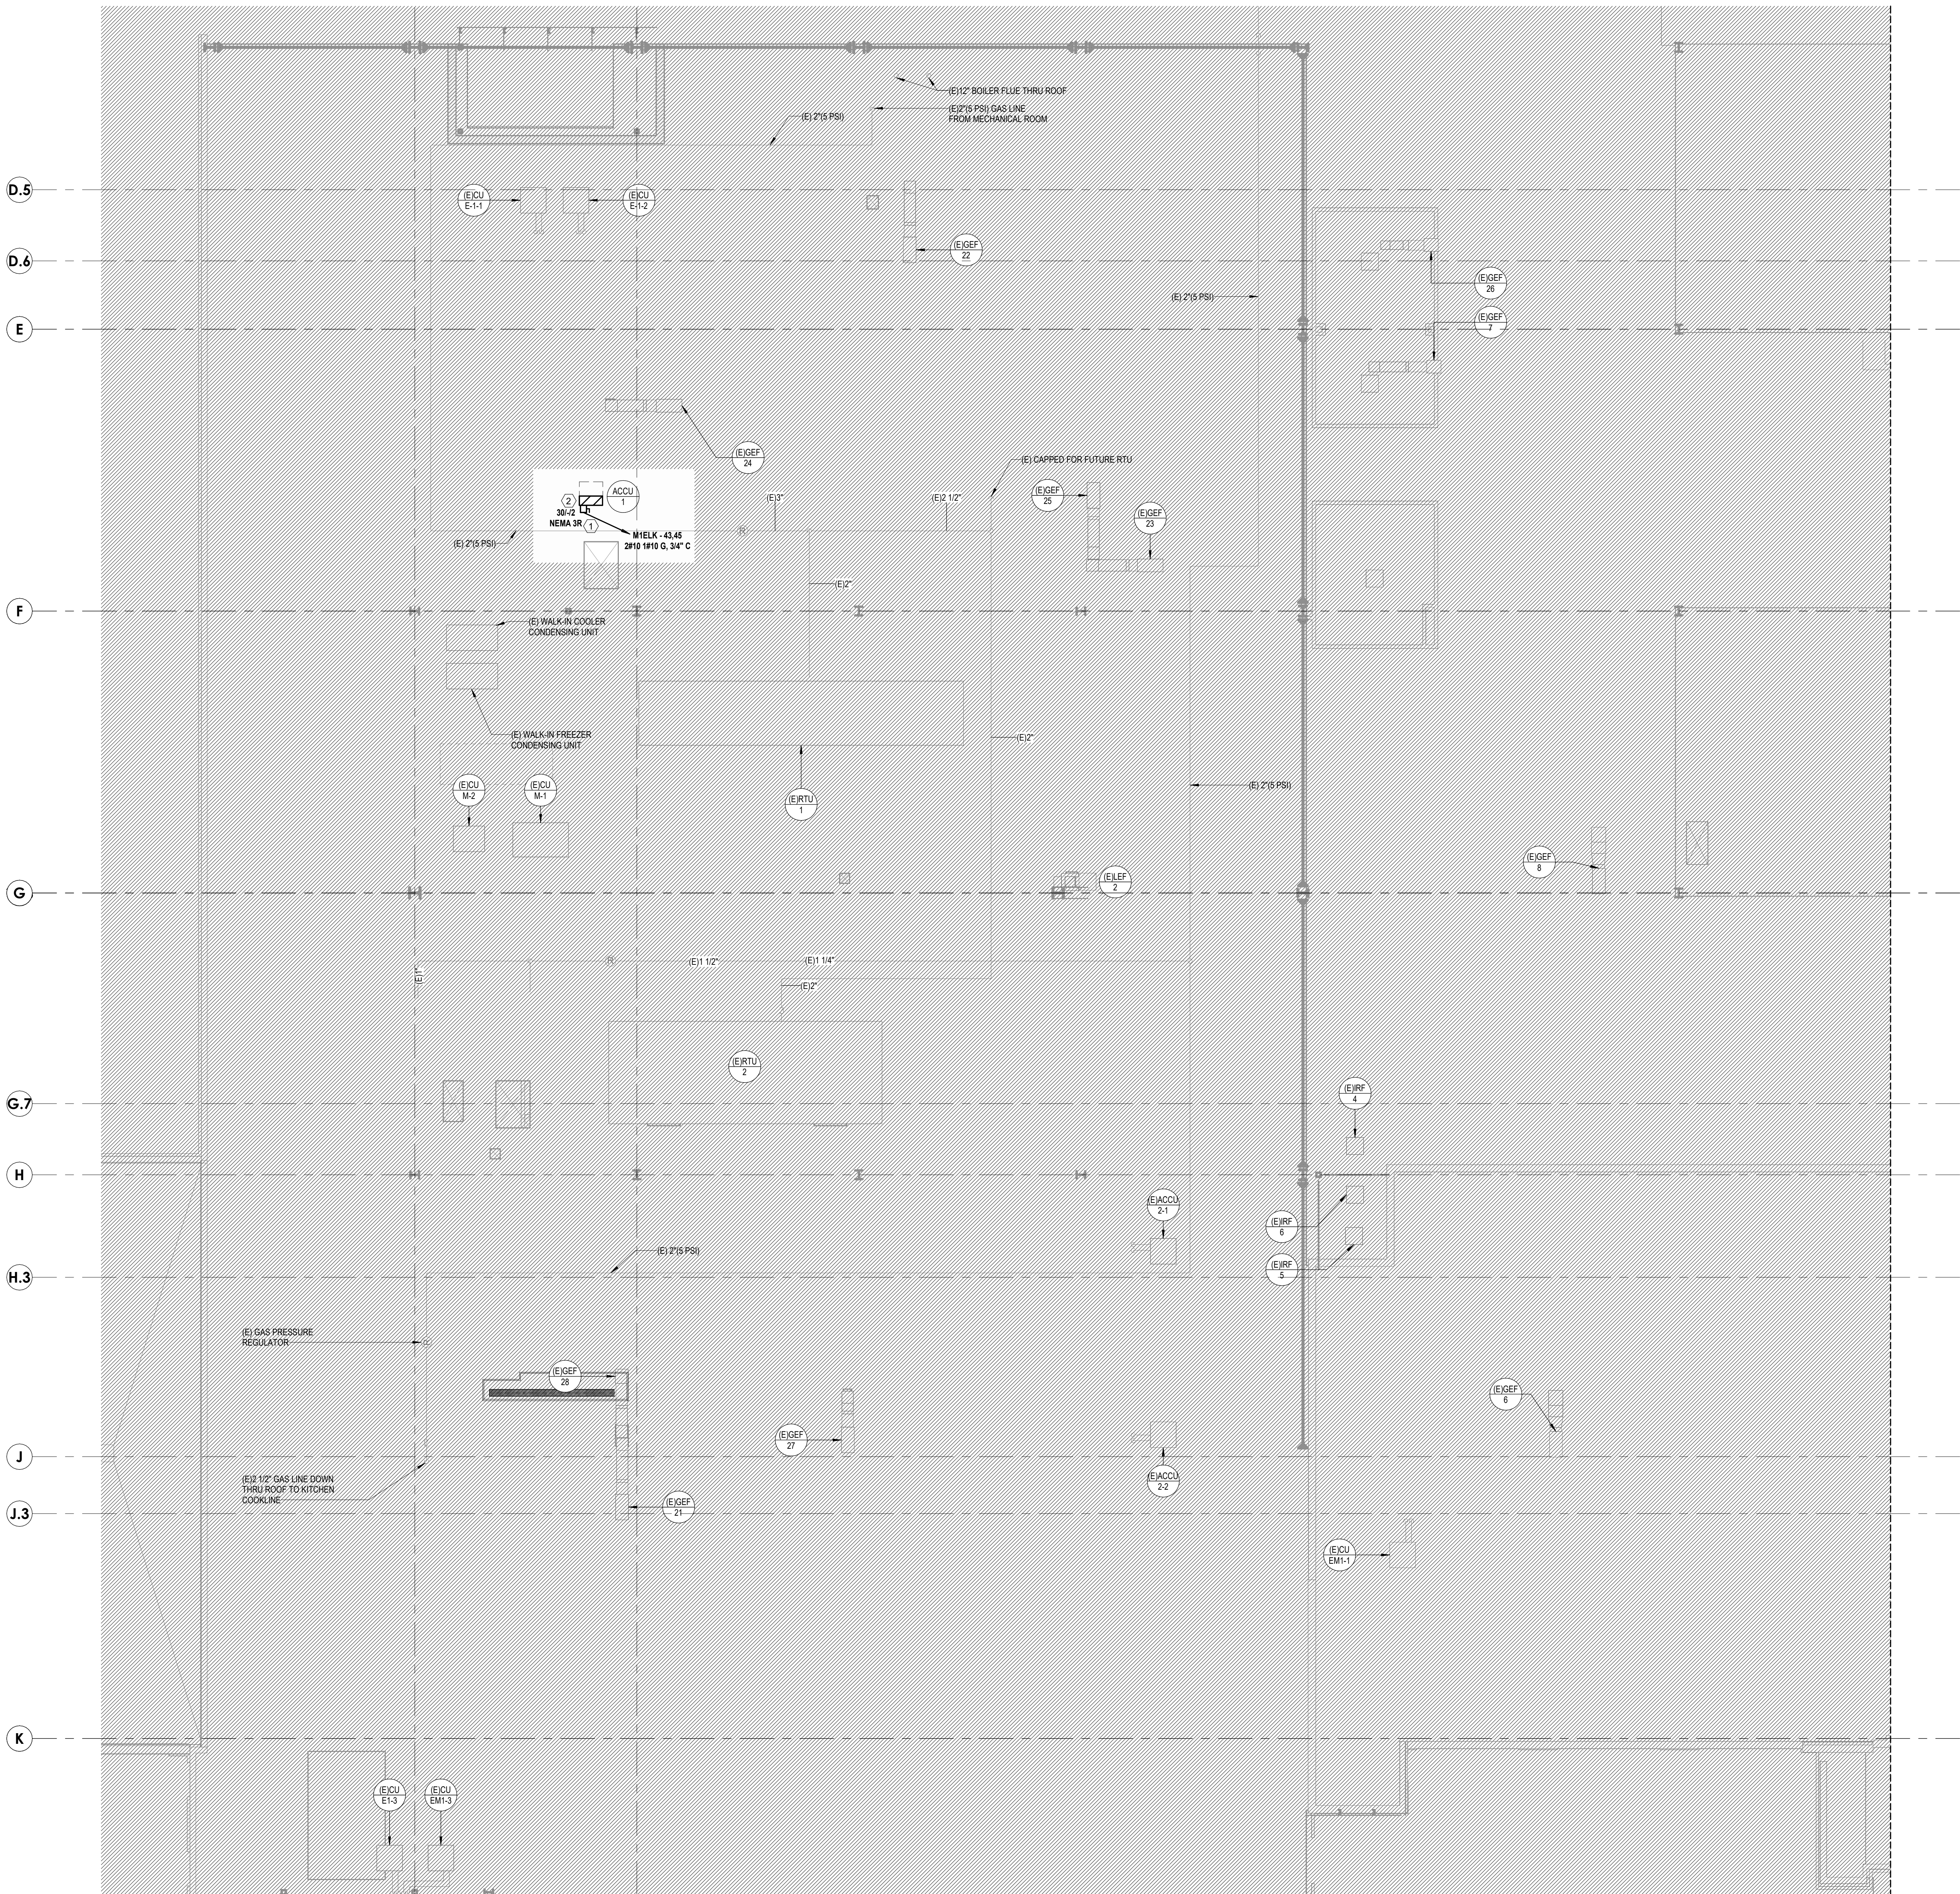 (E)12" BOILER FLUE THRU ROOF
(E)2"(5 PSI) GAS LINE
FROM MECHANICAL ROOM
(E) 2"(5 PSI)
D.5
(E)CU
E-1-1
(E)CU
E-1-2
(E)GEF
22
D.6
(E)GEF
26
(E) 2"(5 PSI)
(E)GEF
7
E
(E)GEF
24
(E) CAPPED FOR FUTURE RTU
ACCU
1
2
30/-/2
NEMA 3R
1
M1ELK - 43,45
2#10 1#10 G, 3/4" C
(E)3"
(E)2 1/2"
(E)GEF
25
(E)GEF
23
R
(E) 2"(5 PSI)
(E)2"
F
(E) WALK-IN COOLER
CONDENSING UNIT
(E) WALK-IN FREEZER
CONDENSING UNIT
(E)2"
(E)CU
M-2
(E)CU
M-1
(E)RTU
1
(E) 2"(5 PSI)
(E)GEF
8
(E)LEF
2
G
(E)1"
R
(E)1 1/2"
(E)1 1/4"
(E)2"
(E)RTU
2
G.7
(E)IRF
4
H
(E)ACCU
2-1
(E)IRF
6
(E) 2"(5 PSI)
(E)IRF
5
H.3
(E) GAS PRESSURE
REGULATOR
R
(E)GEF
28
(E)GEF
6
(E)GEF
27
J
(E)2 1/2" GAS LINE DOWN
THRU ROOF TO KITCHEN
COOKLINE
(E)ACCU
2-2
(E)GEF
21
J.3
(E)CU
EM1-1
K
(E)CU
E1-3
(E)CU
EM1-3